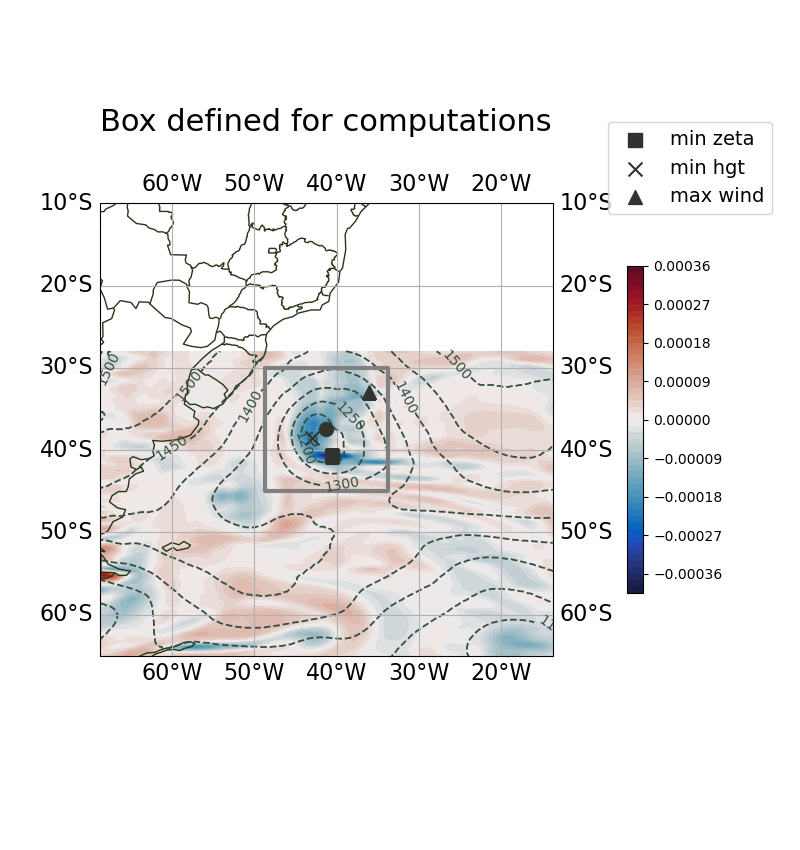 Box defined for computations
min zeta
min hgt
max wind
60°W 50°W 40°W 30°W 20°W
10°S 10°S
20°S 20°S
30°S 30°S
40°S 40°S
50°S 50°S
60°S 60°S
60°W 50°W 40°W 30°W 20°W
1500
1500
1500
1450
1400
1400
1250
1200
1300
0.00036
0.00027
0.00018
0.00009
0.00000
−0.00009
−0.00018
−0.00027
−0.00036